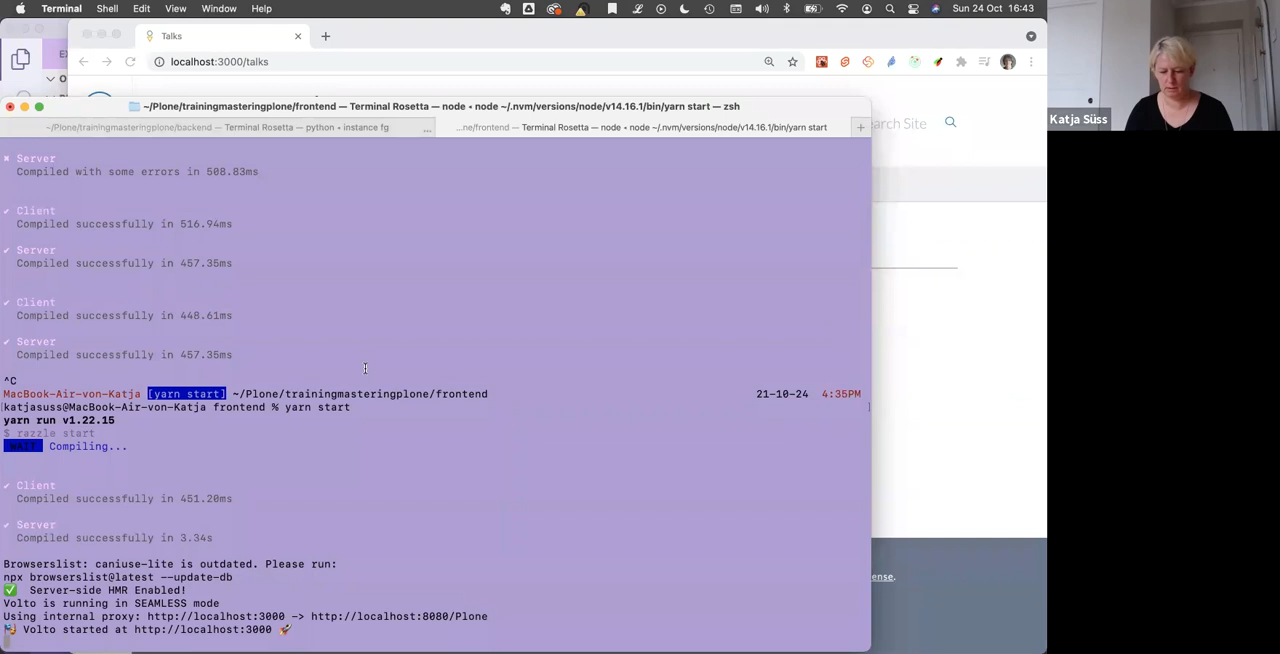 Terminal Shell Edit View Window Help Sun 24 Oct 16:43
Talks
localhost:3000/talks
~/Plone/trainingmasteringplone/frontend — Terminal Rosetta — node • node ~/.nvm/versions/node/v14.16.1/bin/yarn start — zsh
~/Plone/trainingmasteringplone/backend — Terminal Rosetta — python • instance fg ...
...ne/frontend — Terminal Rosetta — node • node ~/.nvm/versions/node/v14.16.1/bin/yarn start
arch Site
Katja Süss
✖ Server
Compiled with some errors in 508.83ms
✔ Client
Compiled successfully in 516.94ms
✔ Server
Compiled successfully in 457.35ms
✔ Client
Compiled successfully in 448.61ms
✔ Server
Compiled successfully in 457.35ms
^C
MacBook-Air-von-Katja [yarn start] ~/Plone/trainingmasteringplone/frontend 21-10-24 4:35PM
katjasuss@MacBook-Air-von-Katja frontend % yarn start
yarn run v1.22.15
$ razzle start
WAIT Compiling...
✔ Client
Compiled successfully in 451.20ms
✔ Server
Compiled successfully in 3.34s
Browserslist: caniuse-lite is outdated. Please run:
npx browserslist@latest --update-db
✅ Server-side HMR Enabled!
Volto is running in SEAMLESS mode
Using internal proxy: http://localhost:3000 -> http://localhost:8080/Plone
🎭 Volto started at http://localhost:3000 🚀
ense.